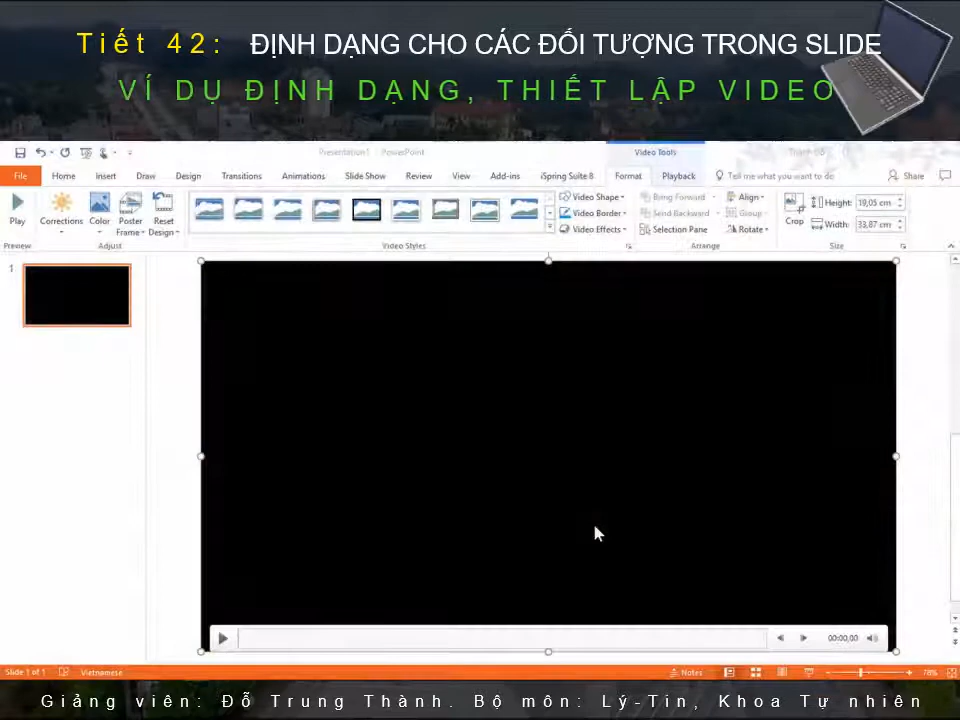 Tiết 42: ĐỊNH DẠNG CHO CÁC ĐỐI TƯỢNG TRONG SLIDE
VÍ DỤ ĐỊNH DẠNG, THIẾT LẬP VIDEO
Presentation1 PowerPoint Video Tools
File Home Insert Draw Design Transitions Animations Slide Show Review View Add-ins iSpring Suite 8 Format Playback Tell me what you want to do Share
Play Corrections Color Poster Frame Reset Design
Video Shape Bring Forward Align Crop Height: 19,05 cm
Video Border Send Backward Group Width: 33,87 cm
Video Effects Selection Pane Rotate
Preview Adjust Video Styles Arrange Size
1
00:00,00
Slide 1 of 1 Vietnamese Notes 78%
Giảng viên: Đỗ Trung Thành. Bộ môn: Lý-Tin, Khoa Tự nhiên